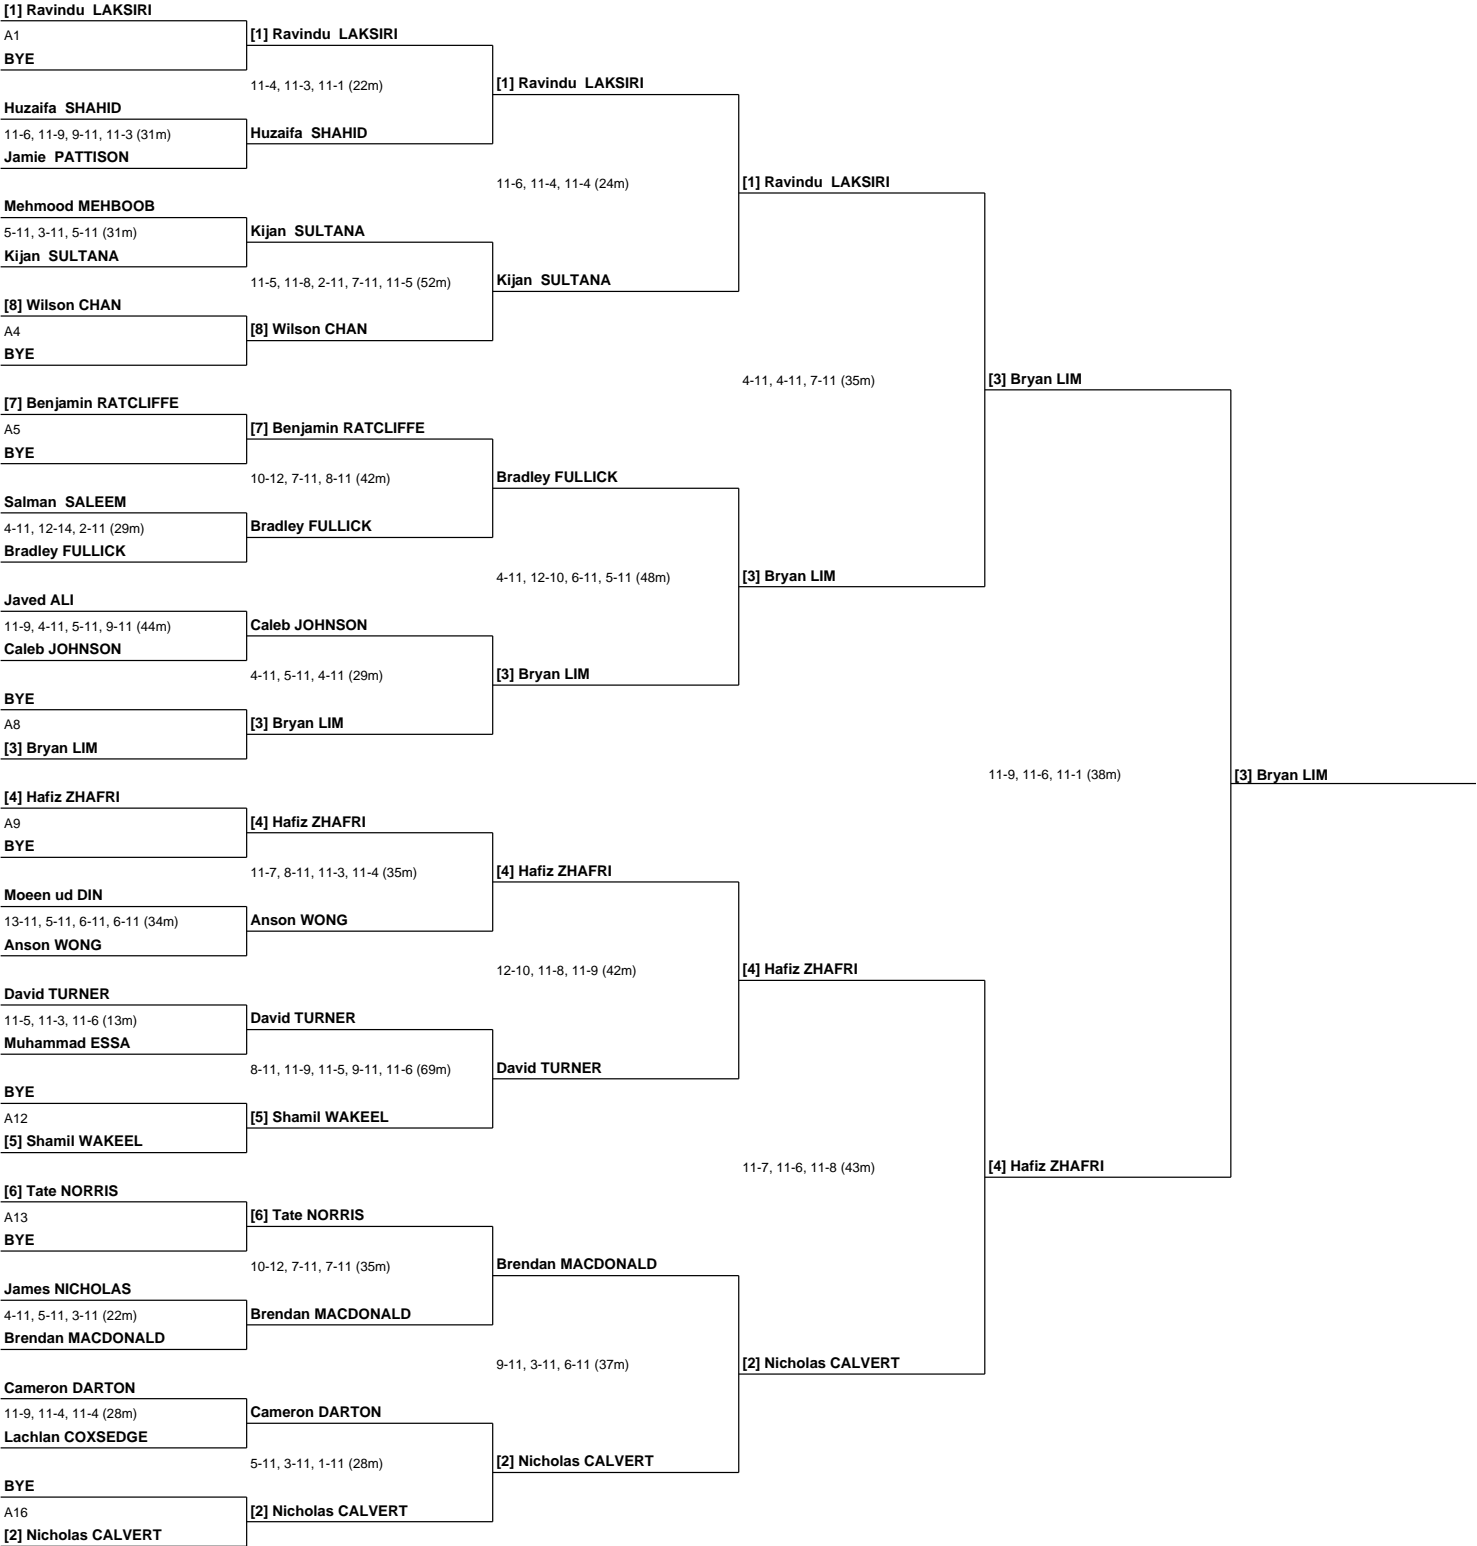 [1] Ravindu  LAKSIRI
A1
BYE
Huzaifa  SHAHID
11-6, 11-9, 9-11, 11-3 (31m)
Jamie  PATTISON
Mehmood MEHBOOB
5-11, 3-11, 5-11 (31m)
Kijan  SULTANA
[8] Wilson CHAN
A4
BYE
[7] Benjamin RATCLIFFE
A5
BYE
Salman  SALEEM
4-11, 12-14, 2-11 (29m)
Bradley FULLICK
Javed ALI
11-9, 4-11, 5-11, 9-11 (44m)
Caleb JOHNSON
BYE
A8
[3] Bryan LIM
[4] Hafiz ZHAFRI
A9
BYE
Moeen ud DIN
13-11, 5-11, 6-11, 6-11 (34m)
Anson WONG
David TURNER
11-5, 11-3, 11-6 (13m)
Muhammad ESSA
BYE
A12
[5] Shamil WAKEEL
[6] Tate NORRIS
A13
BYE
James NICHOLAS
4-11, 5-11, 3-11 (22m)
Brendan MACDONALD
Cameron DARTON
11-9, 11-4, 11-4 (28m)
Lachlan COXSEDGE
BYE
A16
[2] Nicholas CALVERT
[1] Ravindu  LAKSIRI
11-4, 11-3, 11-1 (22m)
Huzaifa  SHAHID
Kijan  SULTANA
11-5, 11-8, 2-11, 7-11, 11-5 (52m)
[8] Wilson CHAN
[7] Benjamin RATCLIFFE
10-12, 7-11, 8-11 (42m)
Bradley FULLICK
Caleb JOHNSON
4-11, 5-11, 4-11 (29m)
[3] Bryan LIM
[4] Hafiz ZHAFRI
11-7, 8-11, 11-3, 11-4 (35m)
Anson WONG
David TURNER
8-11, 11-9, 11-5, 9-11, 11-6 (69m)
[5] Shamil WAKEEL
[6] Tate NORRIS
10-12, 7-11, 7-11 (35m)
Brendan MACDONALD
Cameron DARTON
5-11, 3-11, 1-11 (28m)
[2] Nicholas CALVERT
[1] Ravindu  LAKSIRI
11-6, 11-4, 11-4 (24m)
Kijan  SULTANA
Bradley FULLICK
4-11, 12-10, 6-11, 5-11 (48m)
[3] Bryan LIM
[4] Hafiz ZHAFRI
12-10, 11-8, 11-9 (42m)
David TURNER
Brendan MACDONALD
9-11, 3-11, 6-11 (37m)
[2] Nicholas CALVERT
[1] Ravindu  LAKSIRI
4-11, 4-11, 7-11 (35m)
[3] Bryan LIM
[4] Hafiz ZHAFRI
11-7, 11-6, 11-8 (43m)
[2] Nicholas CALVERT
[3] Bryan LIM
11-9, 11-6, 11-1 (38m)
[4] Hafiz ZHAFRI
[3] Bryan LIM